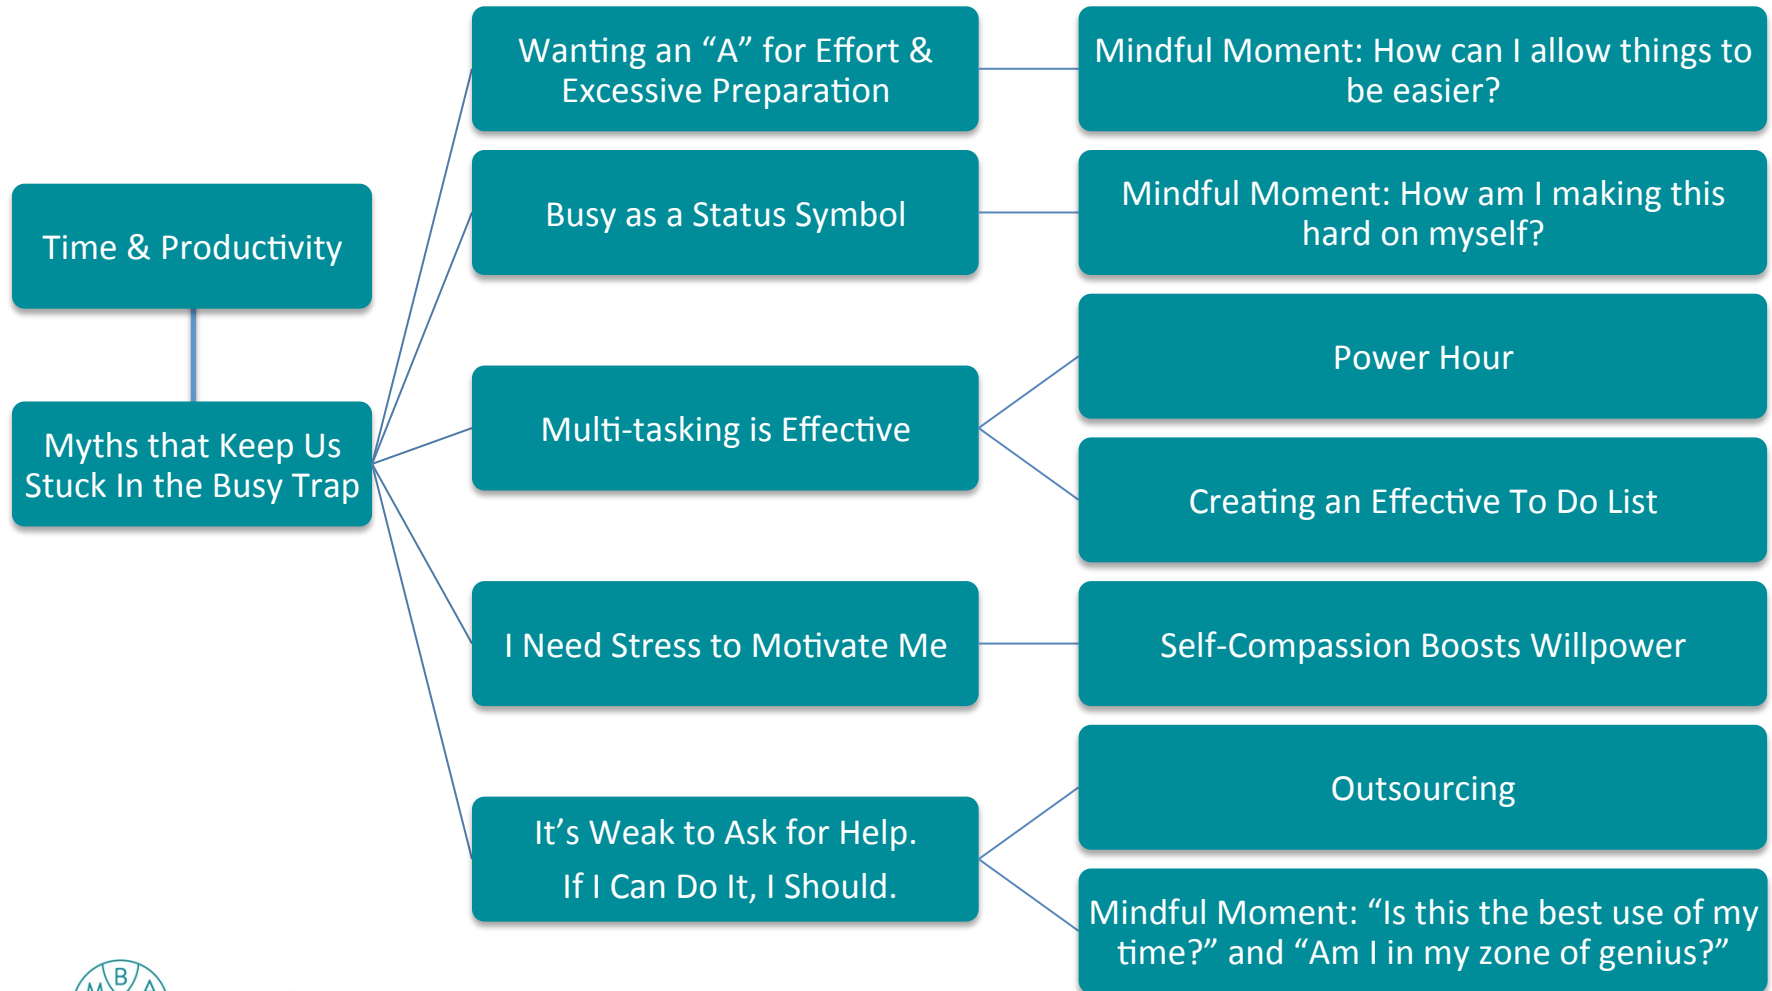 Time & Productivity
Myths that Keep Us
Stuck In the Busy Trap
Wanting an “A” for Effort &
Excessive Preparation
Mindful Moment: How can I allow things to
be easier?
Busy as a Status Symbol
Mindful Moment: How am I making this
hard on myself?
Multi-tasking is Effective
Power Hour
Creating an Effective To Do List
I Need Stress to Motivate Me
Self-Compassion Boosts Willpower
It’s Weak to Ask for Help.
If I Can Do It, I Should.
Outsourcing
Mindful Moment: “Is this the best use of my
time?” and “Am I in my zone of genius?”
M B A